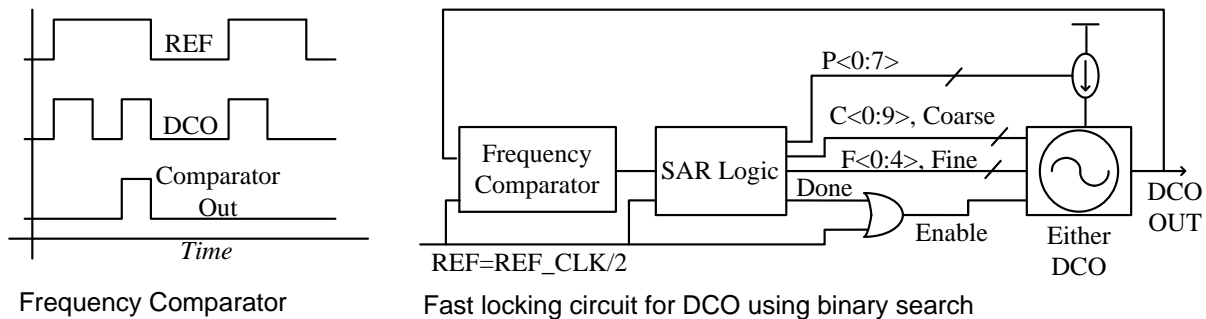 REF
DCO
Comparator
Out
Time
Frequency Comparator
P<0:7>
C<0:9>, Coarse
F<0:4>, Fine
Frequency
Comparator
SAR Logic
Done
Enable
REF=REF_CLK/2
Either
DCO
DCO
OUT
Fast locking circuit for DCO using binary search